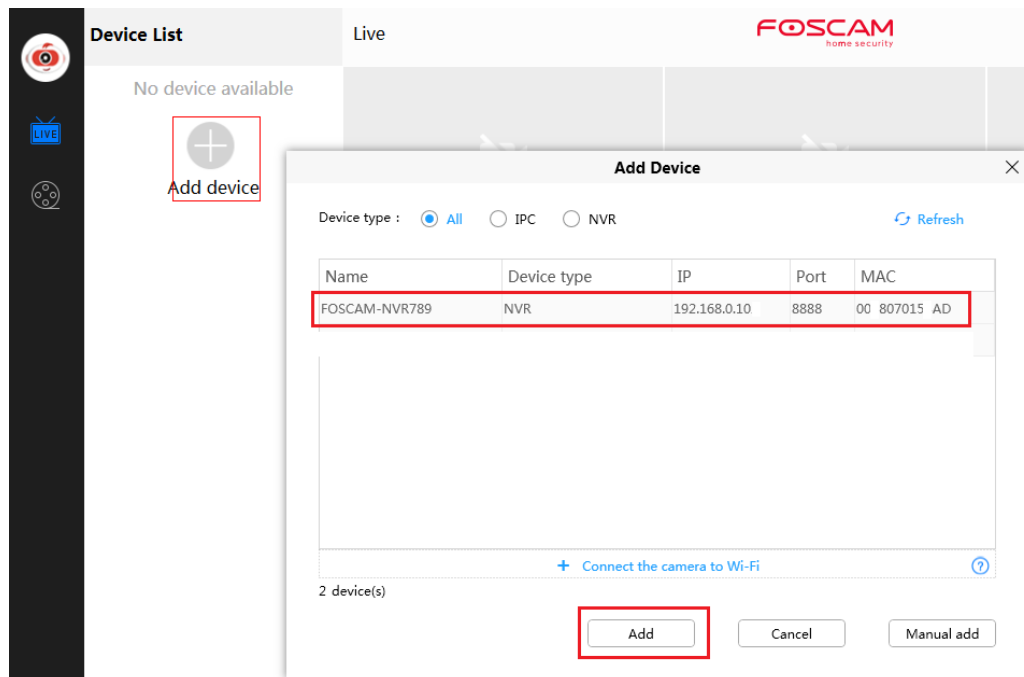 Device List
Live
FOSCAM
home security
LIVE
No device available
Add device
Add Device
Device type : All IPC NVR Refresh
Name Device type IP Port MAC
FOSCAM-NVR789 NVR 192.168.0.10 8888 00 807015 AD
+ Connect the camera to Wi-Fi ?
2 device(s)
Add Cancel Manual add